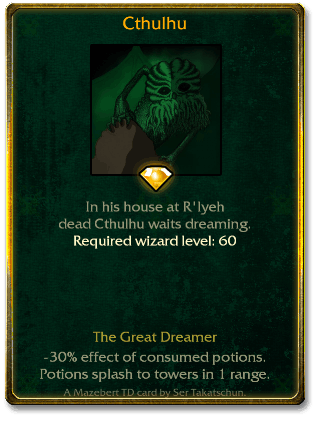 Cthulhu
In his house at R'lyeh
dead Cthulhu waits dreaming.
Required wizard level: 60
The Great Dreamer
-30% effect of consumed potions.
Potions splash to towers in 1 range.
A Mazebert TD card by Ser Takatschun.